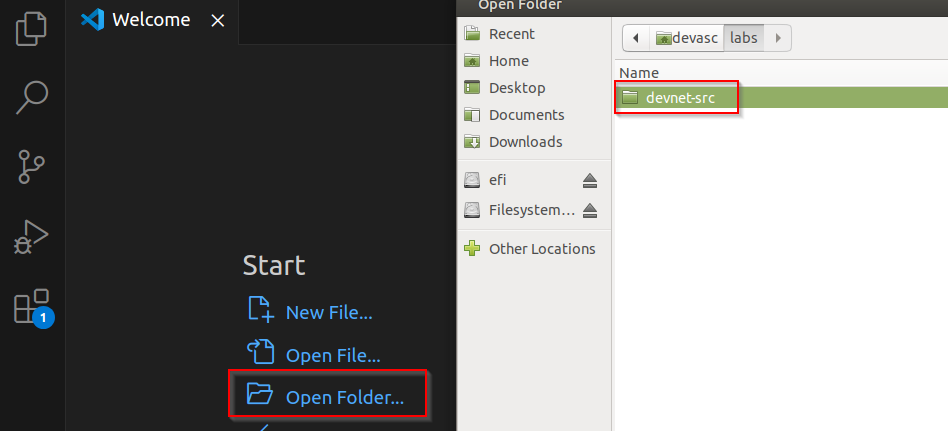 Welcome
Start
New File...
Open File...
Open Folder...
1
Open Folder
Recent
Home
Desktop
Documents
Downloads
efi
Filesystem...
Other Locations
devasc
labs
Name
devnet-src